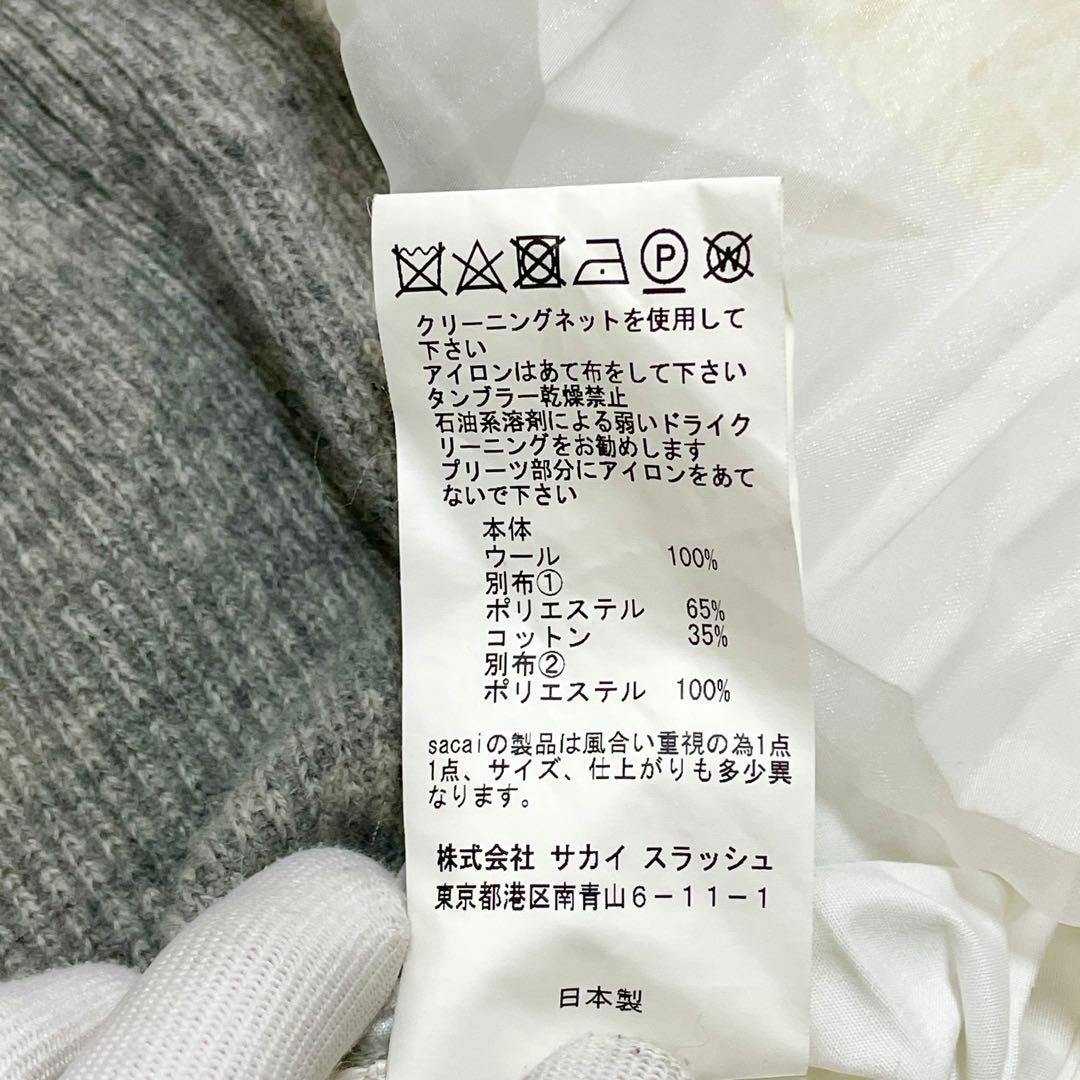 P W
クリーニングネットを使用して
下さい
アイロンはあて布をして下さい
タンブラー乾燥禁止
石油系溶剤による弱いドライク
リーニングをお勧めします
プリーツ部分にアイロンをあて
ないで下さい
本体
ウール 100%
別布①
ポリエステル 65%
コットン 35%
別布②
ポリエステル 100%
sacaiの製品は風合い重視の為1点
1点、サイズ、仕上がりも多少異
なります。
株式会社 サカイ スラッシュ
東京都港区南青山6-11-1
日本製